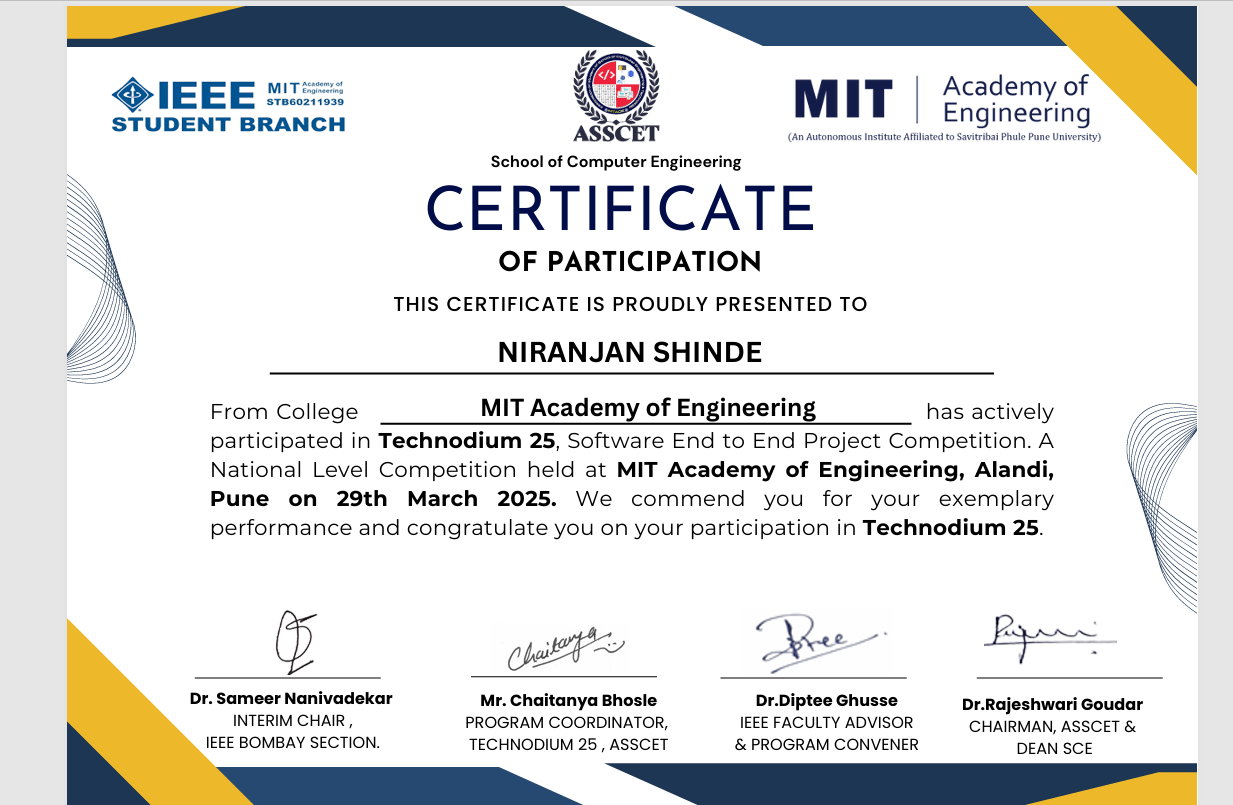 IEEE MIT Academy of Engineering
STB60211939
STUDENT BRANCH
ASSCET
MIT Academy of Engineering
(An Autonomous Institute Affiliated to Savitribai Phule Pune University)
School of Computer Engineering
CERTIFICATE
OF PARTICIPATION
THIS CERTIFICATE IS PROUDLY PRESENTED TO
NIRANJAN SHINDE
From College MIT Academy of Engineering has actively
participated in Technodium 25, Software End to End Project Competition. A
National Level Competition held at MIT Academy of Engineering, Alandi,
Pune on 29th March 2025. We commend you for your exemplary
performance and congratulate you on your participation in Technodium 25.
Chaitanya
Dr. Sameer Nanivadekar
INTERIM CHAIR ,
IEEE BOMBAY SECTION.
Mr. Chaitanya Bhosle
PROGRAM COORDINATOR,
TECHNODIUM 25 , ASSCET
Dr.Diptee Ghusse
IEEE FACULTY ADVISOR
& PROGRAM CONVENER
Dr.Rajeshwari Goudar
CHAIRMAN, ASSCET &
DEAN SCE